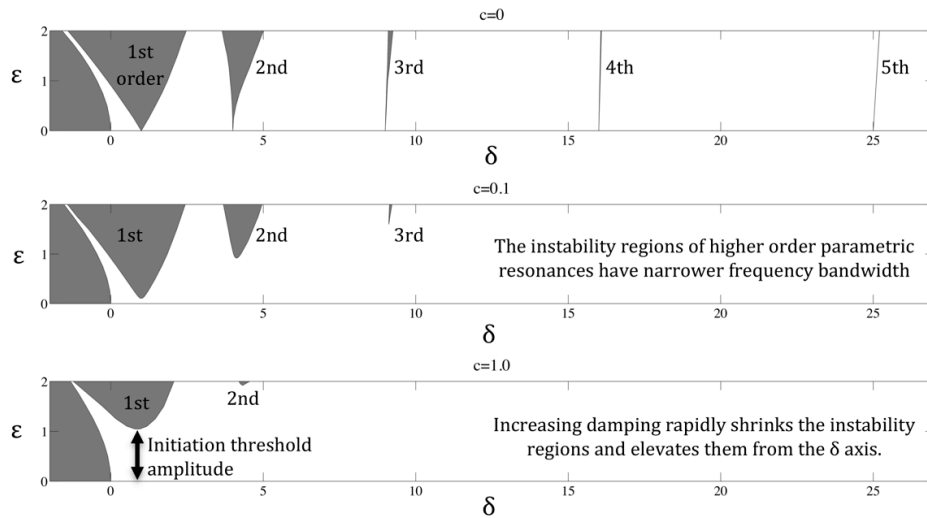 c=0
2
1st
order
2nd
3rd
4th
5th
ε
1
0
0
5
10
15
20
25
δ
c=0.1
2
1st
2nd
3rd
The instability regions of higher order parametric
resonances have narrower frequency bandwidth
ε
1
0
0
5
10
15
20
25
δ
c=1.0
2
1st
2nd
Increasing damping rapidly shrinks the instability
regions and elevates them from the δ axis.
ε
1
Initiation threshold
amplitude
0
0
5
10
15
20
25
δ